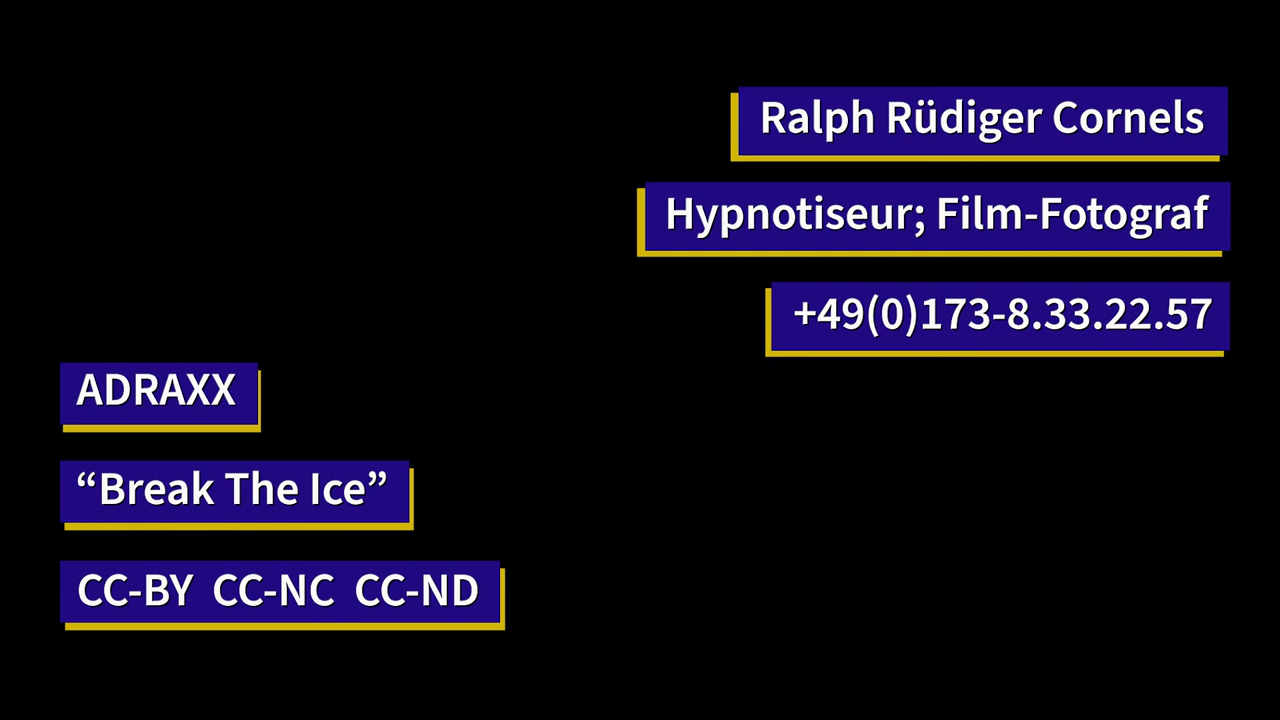 Ralph Rüdiger Cornels
Hypnotiseur; Film-Fotograf
+49(0)173-8.33.22.57
ADRAXX
“Break The Ice”
CC-BY CC-NC CC-ND